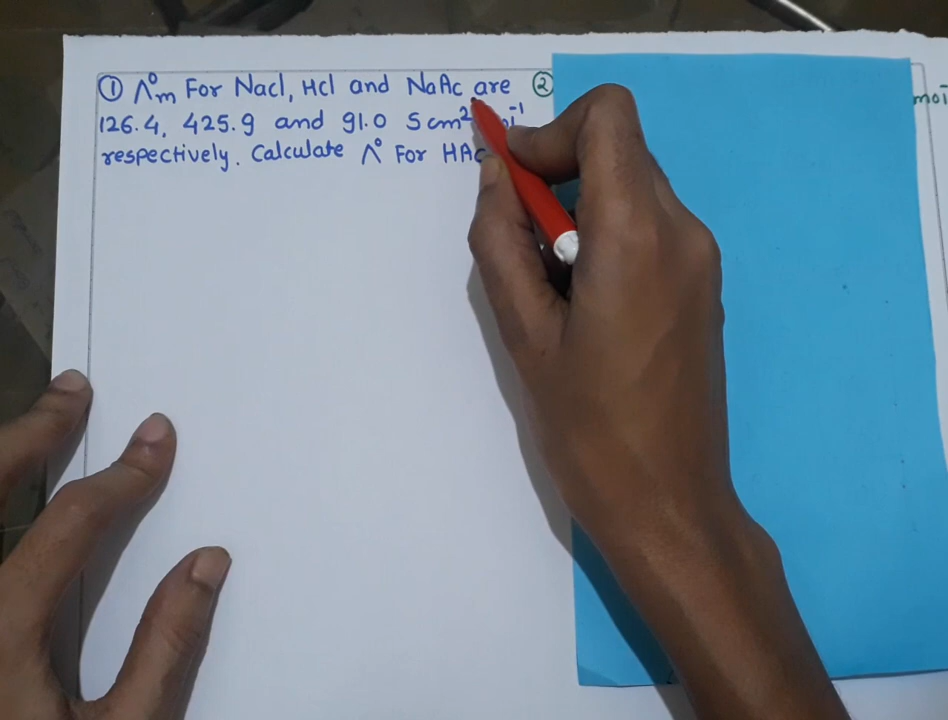 ① Λ°m For Nacl, Hcl and NaAc are
126.4, 425.9 and 91.0 S cm²
respectively. Calculate Λ° For HAc
②